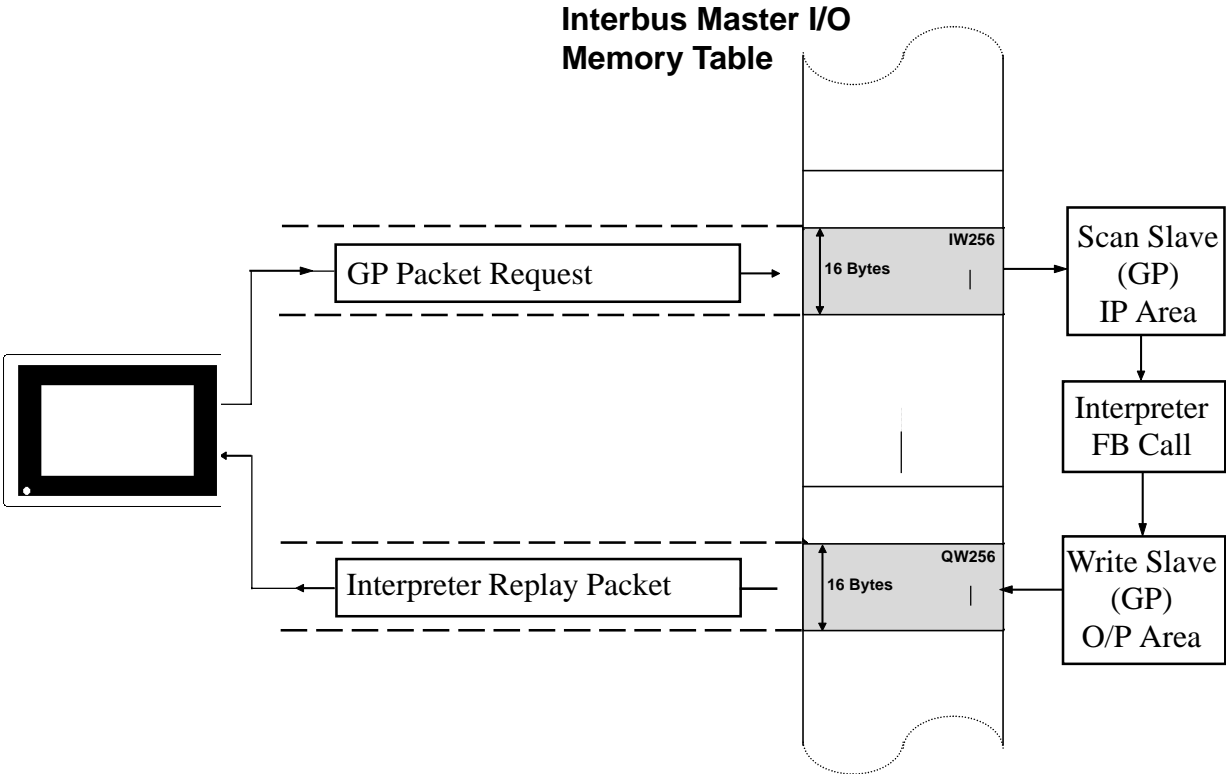 Interbus Master I/O
Memory Table
IW256
16 Bytes
GP Packet Request
Scan Slave
(GP)
IP Area
Interpreter
FB Call
QW256
16 Bytes
Interpreter Replay Packet
Write Slave
(GP)
O/P Area